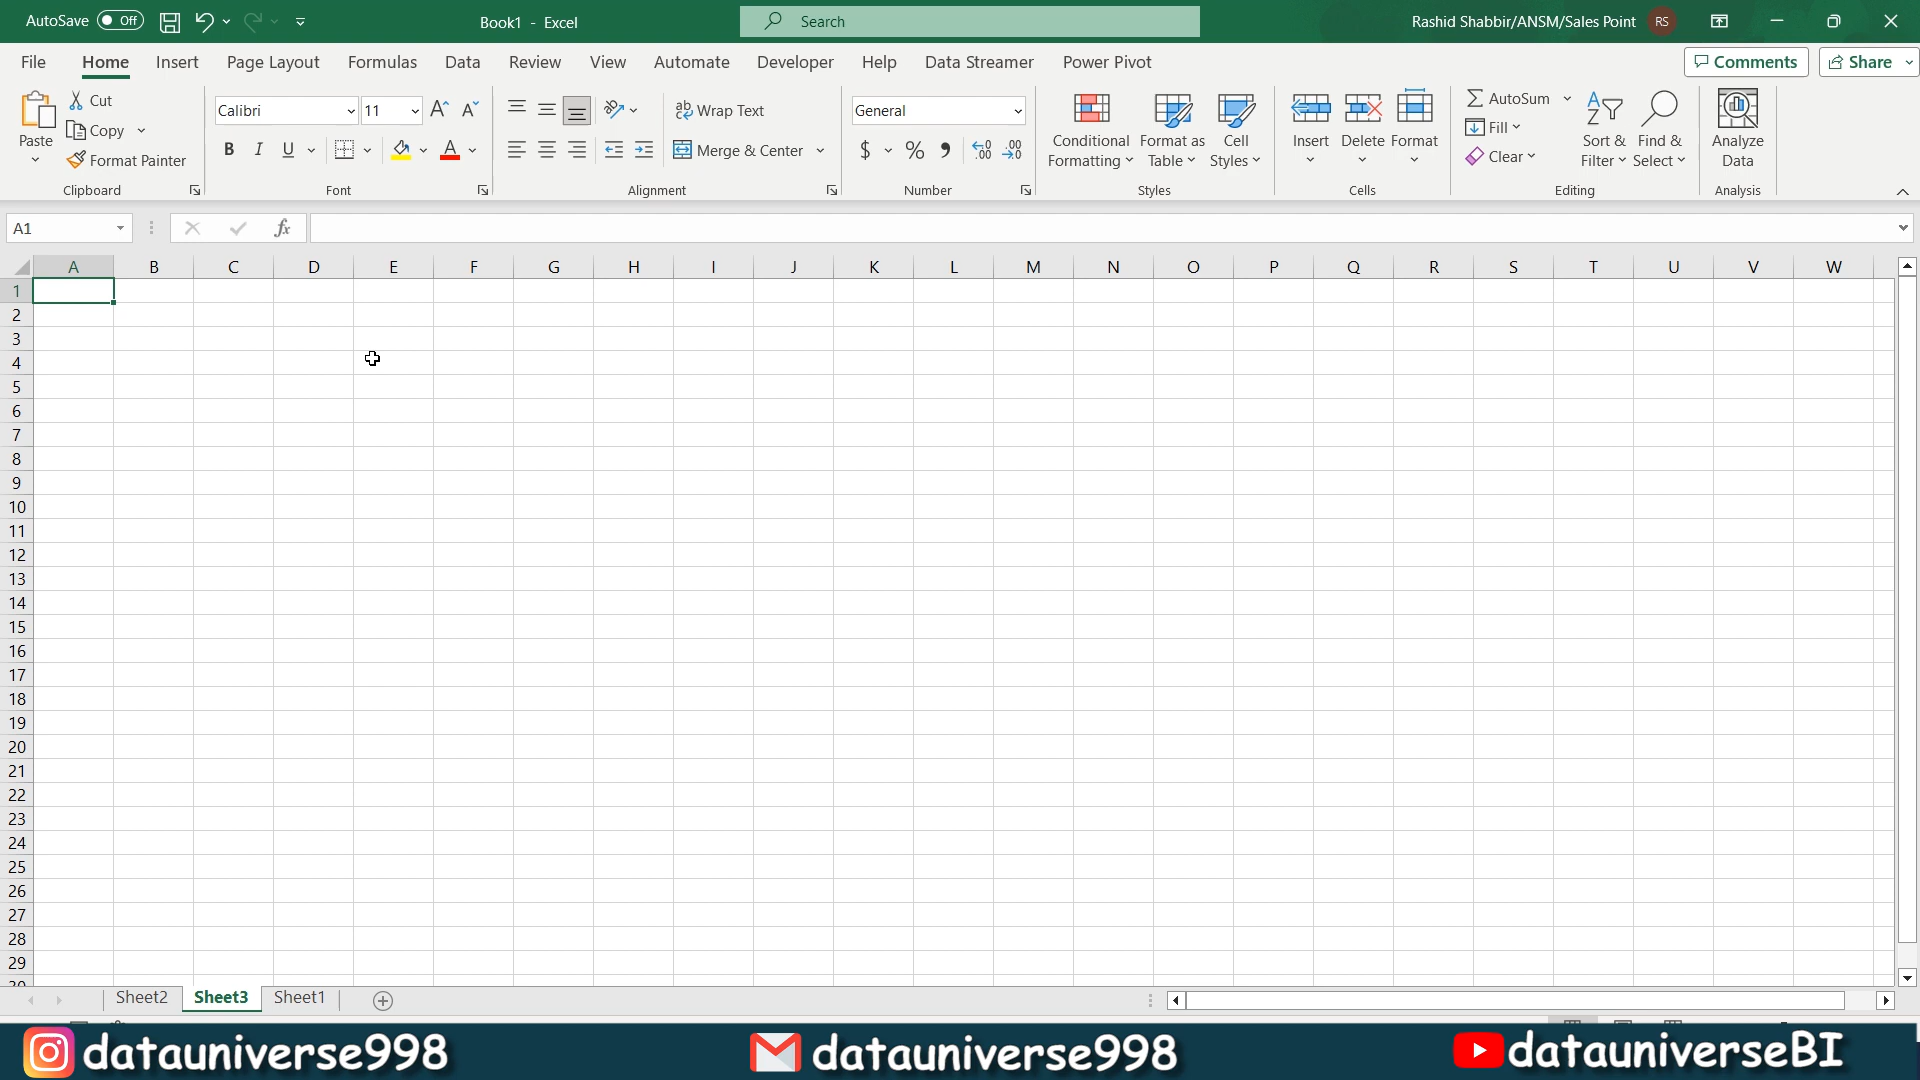 AutoSave Off Book1 - Excel Search Rashid Shabbir/ANSM/Sales Point RS
File Home Insert Page Layout Formulas Data Review View Automate Developer Help Data Streamer Power Pivot Comments Share
Paste Cut Copy Format Painter Clipboard
Calibri 11 B I U A Font
Wrap Text Merge & Center Alignment
General $ % , Number
Conditional Formatting Format as Table Cell Styles Styles
Insert Delete Format Cells
AutoSum Fill Clear Sort & Filter Find & Select Editing
Analyze Data Analysis
A1 fx
A B C D E F G H I J K L M N O P Q R S T U V W
1
2
3
4
5
6
7
8
9
10
11
12
13
14
15
16
17
18
19
20
21
22
23
24
25
26
27
28
29
Sheet2 Sheet3 Sheet1
datauniverse998 datauniverse998 datauniverseBI